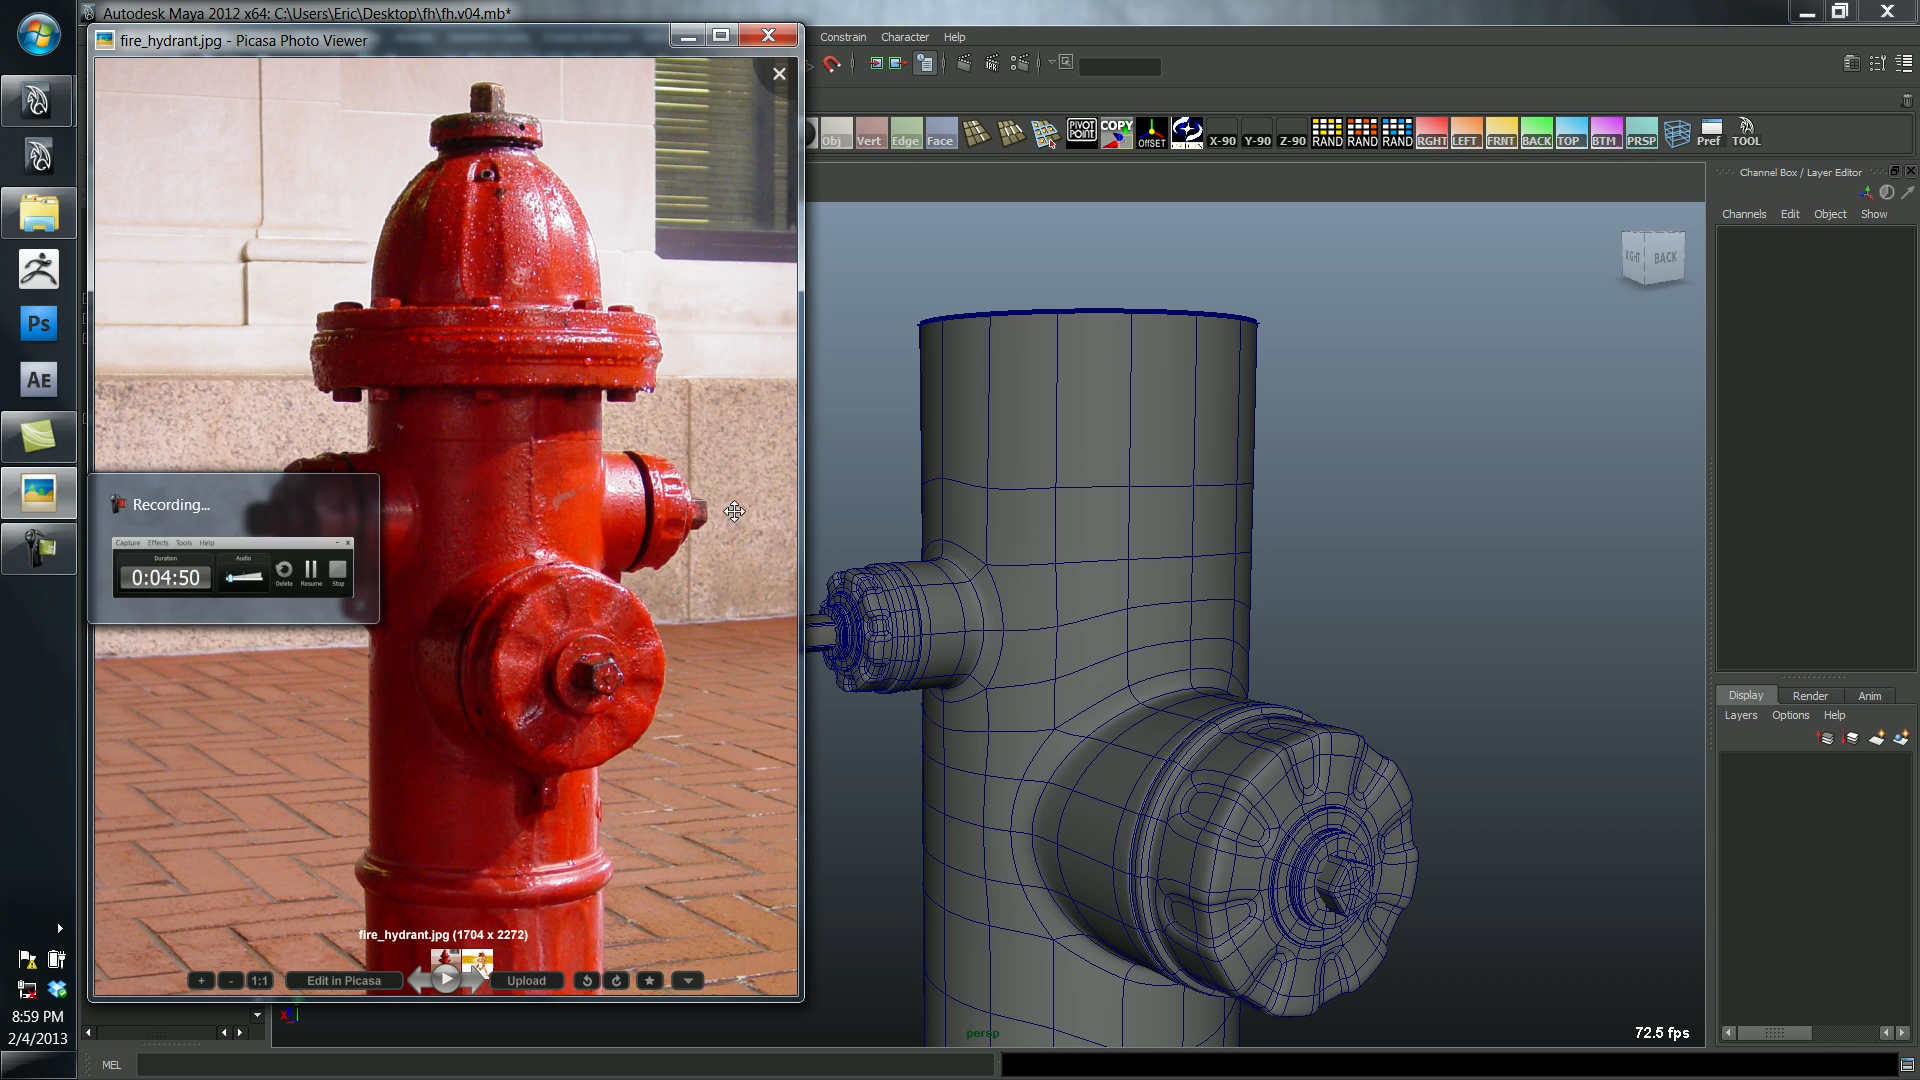 Autodesk Maya 2012 x64: C:\Users\Eric\Desktop\fh\fh.v04.mb*
fire_hydrant.jpg - Picasa Photo Viewer
Constrain Character Help
Obj Vert Edge Face PIVOT POINT COPY OffSET X-90 Y-90 Z-90 RAND RAND RAND RGHT LEFT FRNT BACK TOP BTM PRSP Pref TOOL
Channel Box / Layer Editor
Channels Edit Object Show
BACK
Ps
AE
Recording...
Capture Effects Tools Help
Duration Audio
0:04:50
Delete Resume Stop
Display Render Anim
Layers Options Help
fire_hydrant.jpg (1704 x 2272)
+ - 1:1 Edit in Picasa Upload
persp
72.5 fps
8:59 PM
2/4/2013
MEL